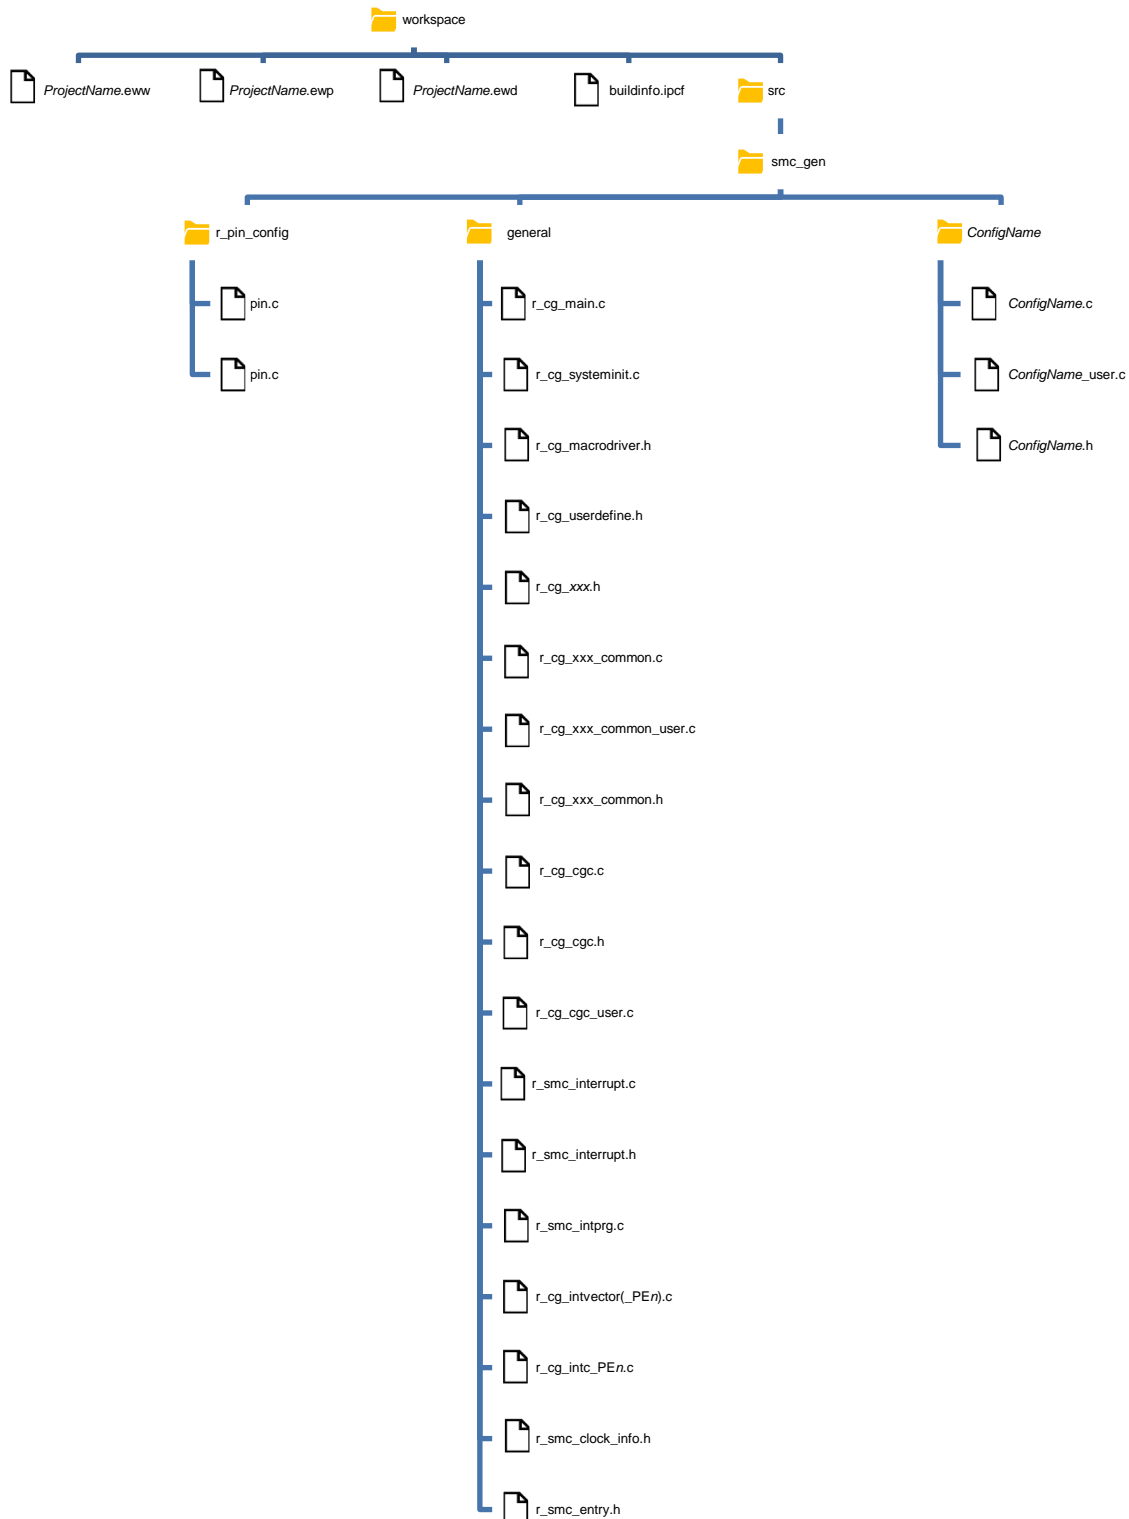 workspace
ProjectName.eww
ProjectName.ewp
ProjectName.ewd
buildinfo.ipcf
src
smc_gen
r_pin_config
general
ConfigName
pin.c
pin.c
r_cg_main.c
r_cg_systeminit.c
r_cg_macrodriver.h
r_cg_userdefine.h
r_cg_xxx.h
r_cg_xxx_common.c
r_cg_xxx_common_user.c
r_cg_xxx_common.h
r_cg_cgc.c
r_cg_cgc.h
r_cg_cgc_user.c
r_smc_interrupt.c
r_smc_interrupt.h
r_smc_intprg.c
r_cg_intvector(_PEn).c
r_cg_intc_PEn.c
r_smc_clock_info.h
r_smc_entry.h
ConfigName.c
ConfigName_user.c
ConfigName.h